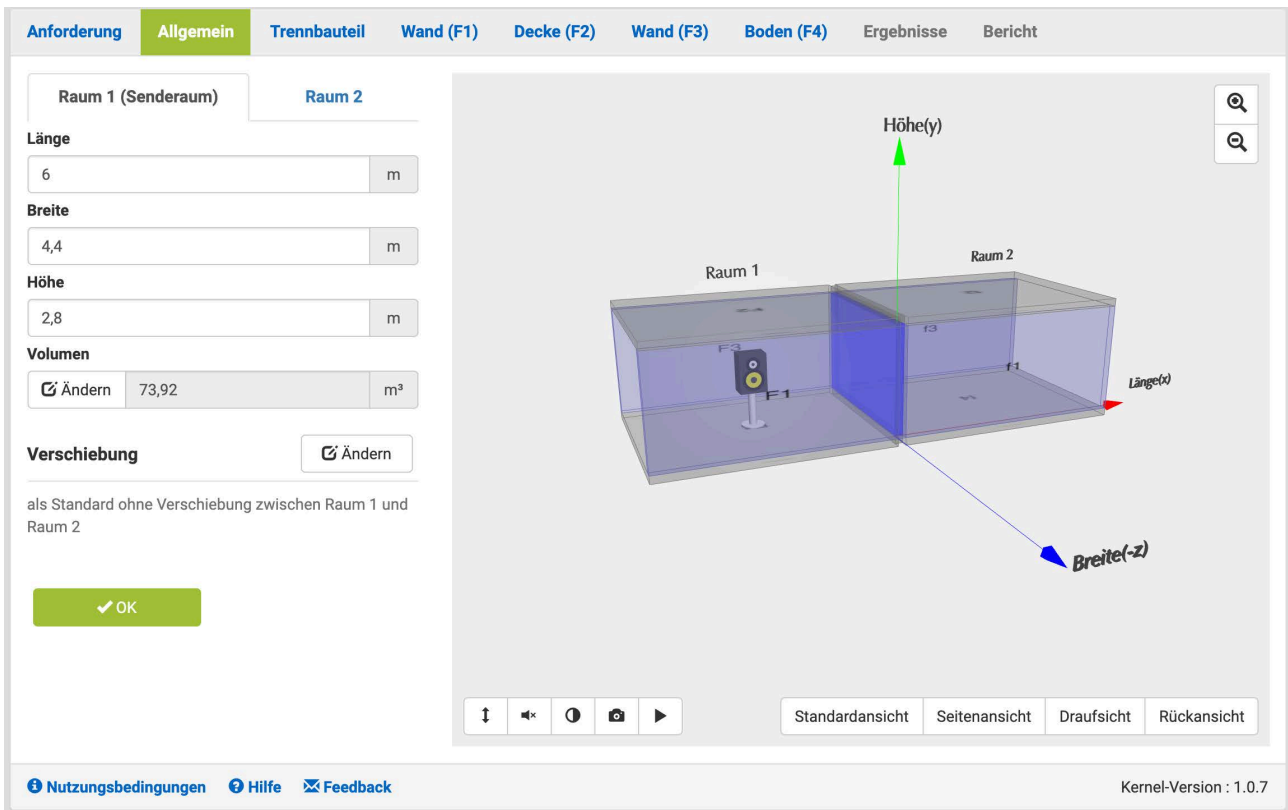 Anforderung Allgemein Trennbauteil Wand (F1) Decke (F2) Wand (F3) Boden (F4) Ergebnisse Bericht
Raum 1 (Senderaum) Raum 2
Länge
6 m
Breite
4,4 m
Höhe
2,8 m
Volumen
Ändern 73,92 m³
Verschiebung Ändern
als Standard ohne Verschiebung zwischen Raum 1 und
Raum 2
OK
Höhe(y)
Raum 2
Raum 1
f3
F3
f1
F1
Länge(x)
Breite(-z)
Standardansicht Seitenansicht Draufsicht Rückansicht
Nutzungsbedingungen Hilfe Feedback Kernel-Version : 1.0.7